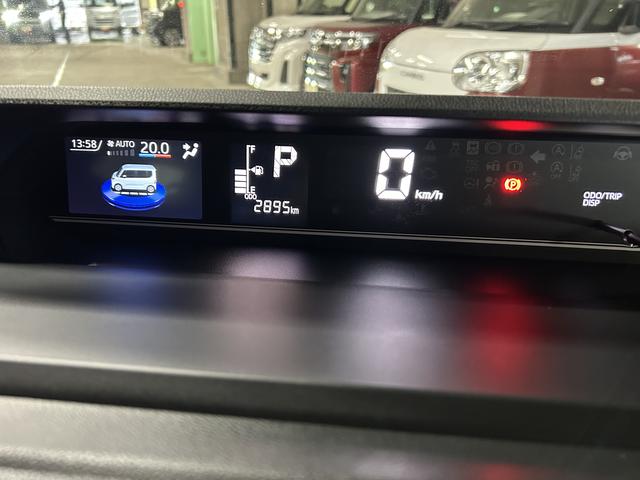 13:58/ AUTO 20.0
F
P
E
ODO 2895km
0 km/h
P
ODO/TRIP
DISP